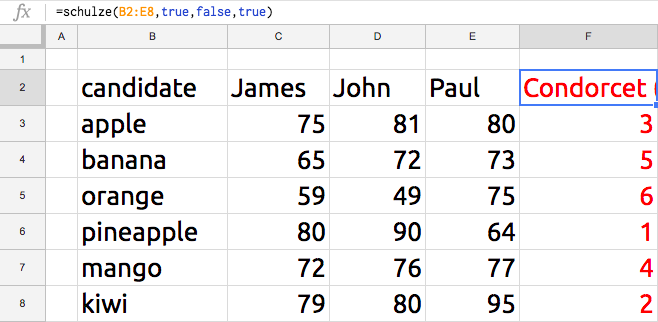 fx =schulze(B2:E8,true,false,true)
A B C D E F
1
2 candidate James John Paul Condorcet (
3 apple 75 81 80 3
4 banana 65 72 73 5
5 orange 59 49 75 6
6 pineapple 80 90 64 1
7 mango 72 76 77 4
8 kiwi 79 80 95 2